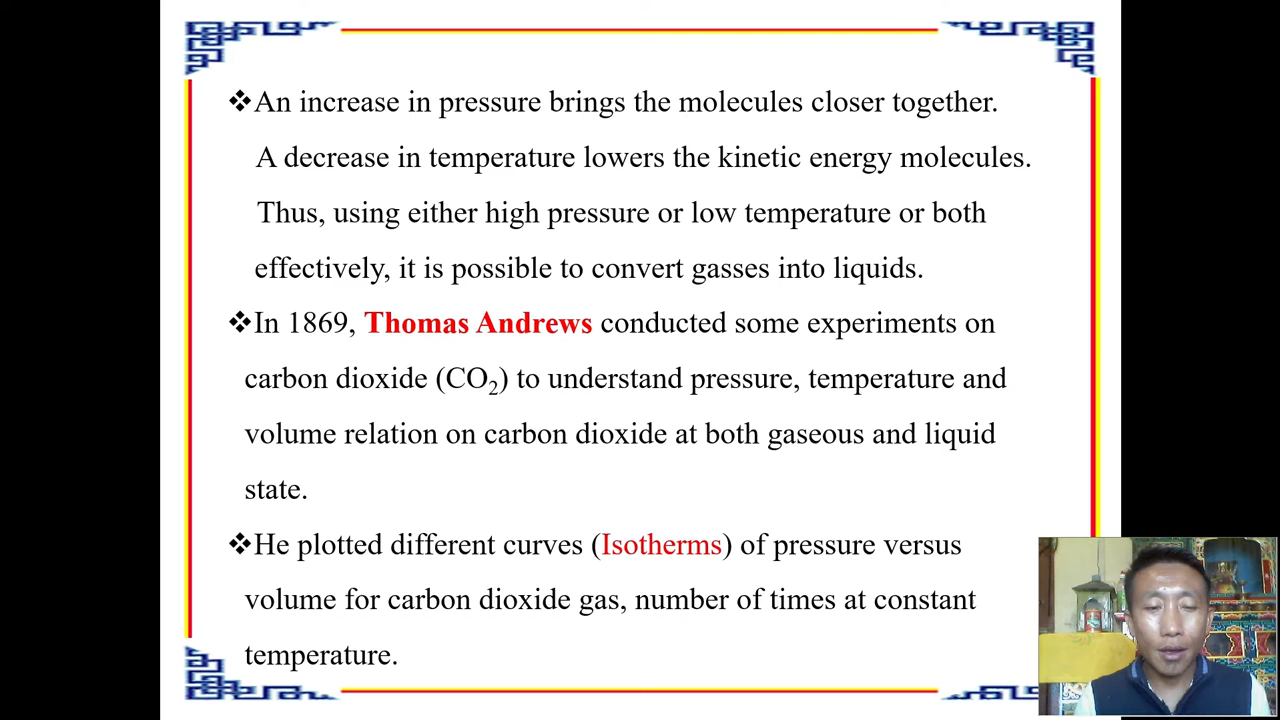 ❖An increase in pressure brings the molecules closer together.
A decrease in temperature lowers the kinetic energy molecules.
Thus, using either high pressure or low temperature or both
effectively, it is possible to convert gasses into liquids.
❖In 1869, Thomas Andrews conducted some experiments on
carbon dioxide (CO₂) to understand pressure, temperature and
volume relation on carbon dioxide at both gaseous and liquid
state.
❖He plotted different curves (Isotherms) of pressure versus
volume for carbon dioxide gas, number of times at constant
temperature.